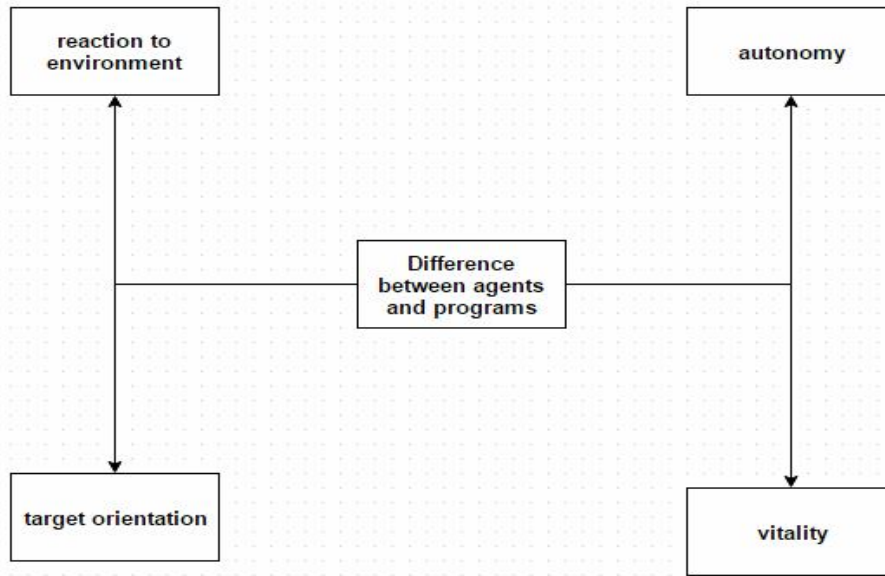 reaction to
environment
autonomy
Difference
between agents
and programs
target orientation
vitality